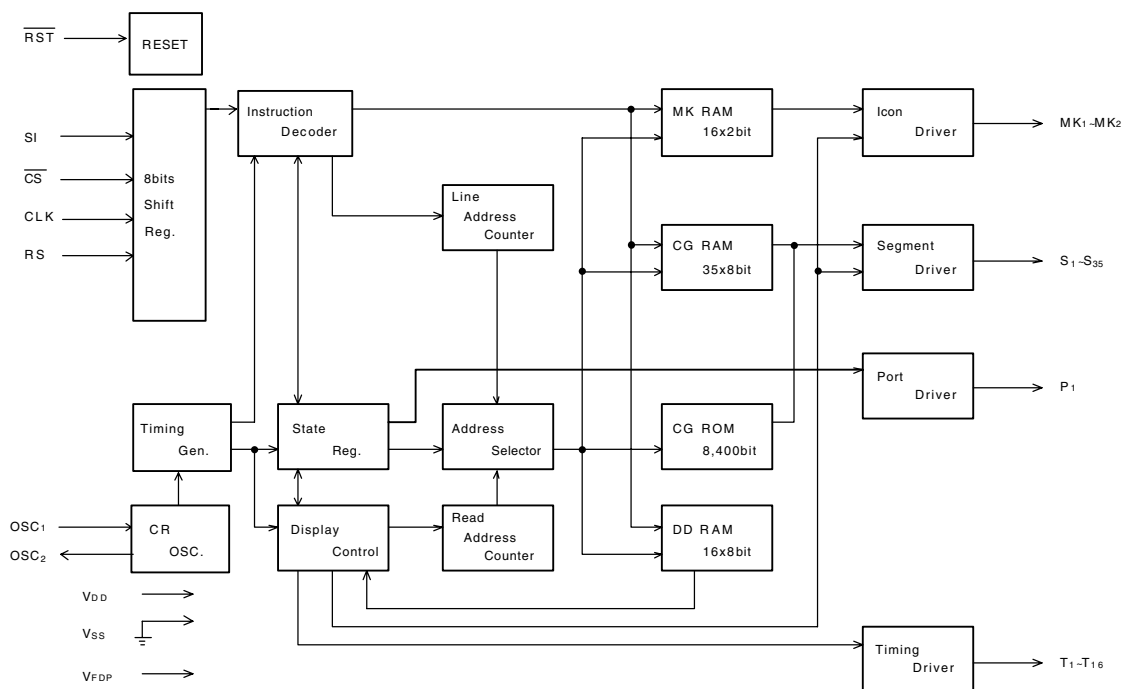 RST
RESET
SI
CS
CLK
RS
8bits
Shift
Reg.
Instruction
Decoder
Line
Address
Counter
MK RAM
16x2bit
Icon
Driver
MK1~MK2
CG RAM
35x8bit
Segment
Driver
S1~S35
Port
Driver
P1
Timing
Gen.
State
Reg.
Address
Selector
CG ROM
8,400bit
OSC1
OSC2
CR
OSC.
Display
Control
Read
Address
Counter
DD RAM
16x8bit
VDD
VSS
VFDP
Timing
Driver
T1~T16